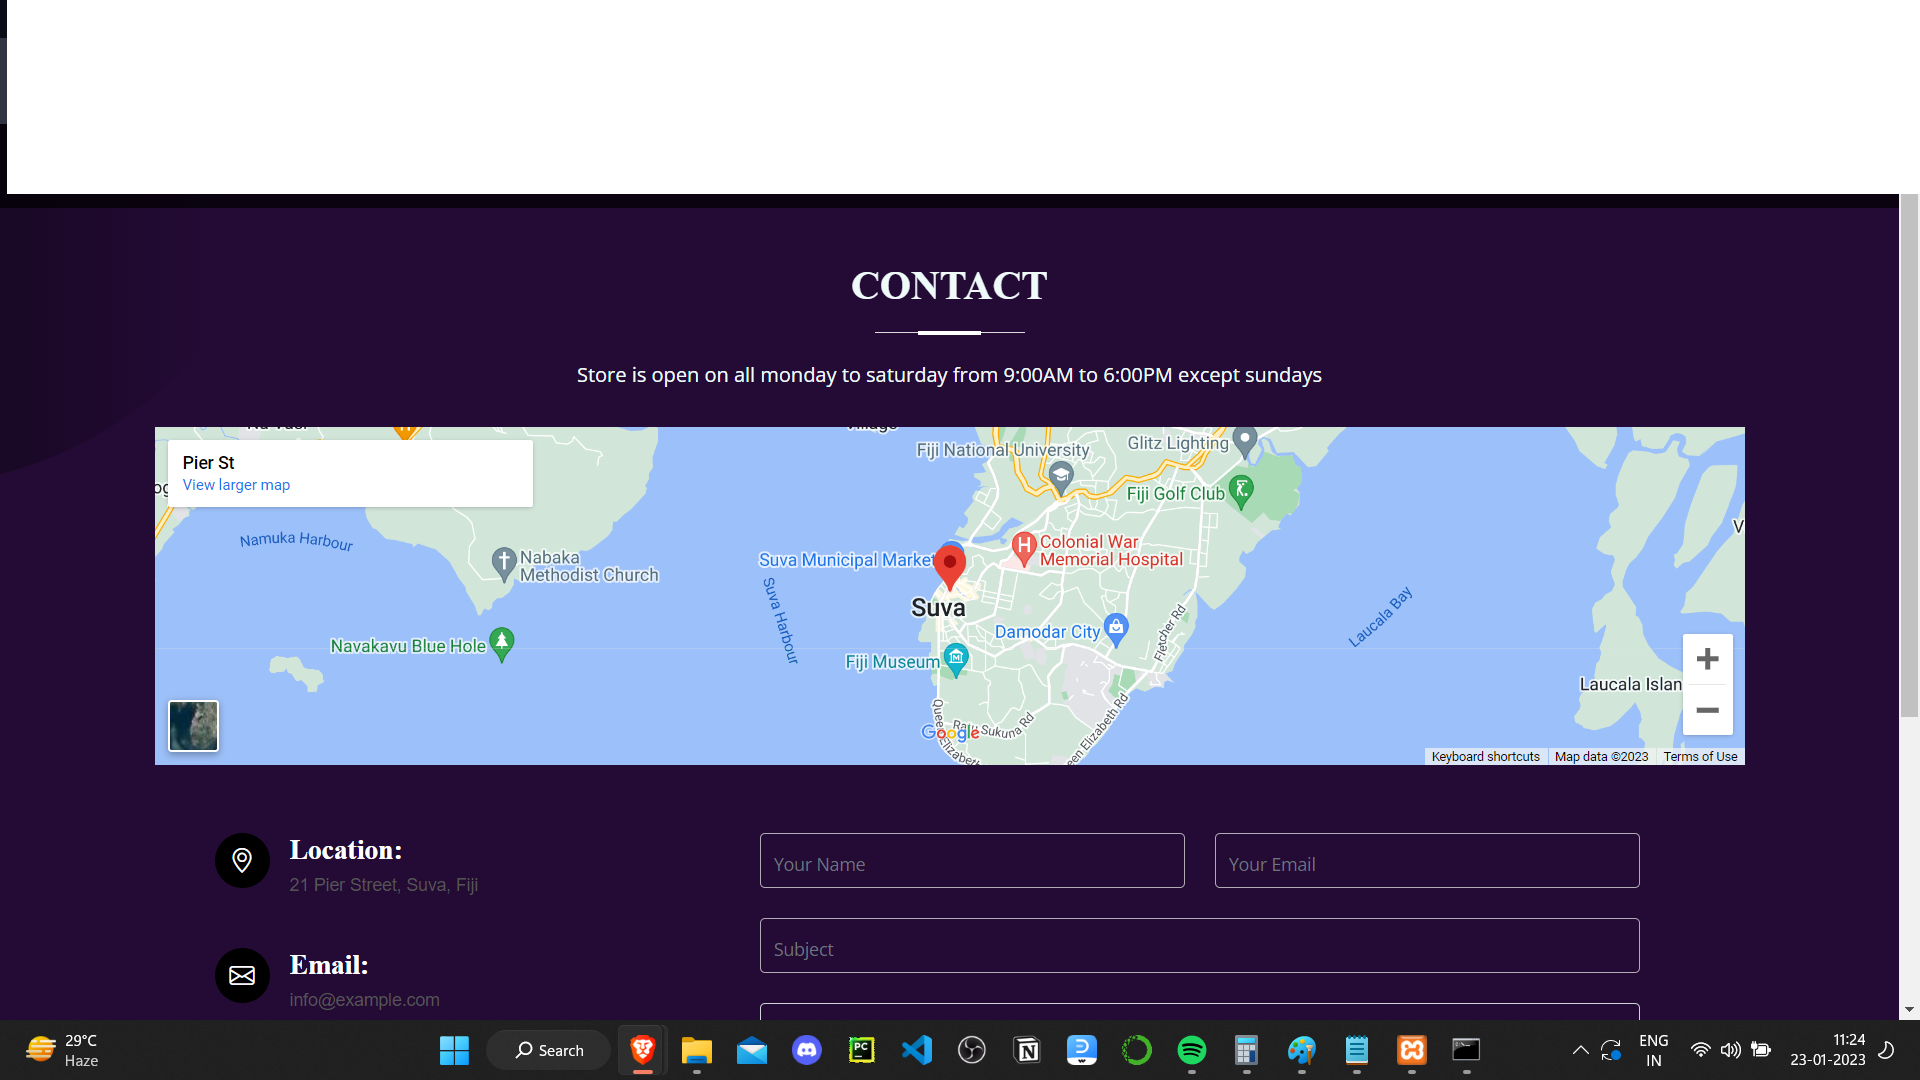 CONTACT
Store is open on all monday to saturday from 9:00AM to 6:00PM except sundays
Pier St
View larger map
Fiji National University
Glitz Lighting
Fiji Golf Club
Namuka Harbour
Nabaka
Methodist Church
Suva Municipal Market
Colonial War
Memorial Hospital
Suva
Suva Harbour
Damodar City
Fletcher Rd
Laucala Bay
Navakavu Blue Hole
Fiji Museum
Laucala Islan
Ratu Sukuna Rd
Queen Elizabeth Rd
Google
Keyboard shortcuts
Map data ©2023
Terms of Use
Location:
21 Pier Street, Suva, Fiji
Your Name
Your Email
Email:
info@example.com
Subject
29°C
Haze
Search
ENG
IN
11:24
23-01-2023